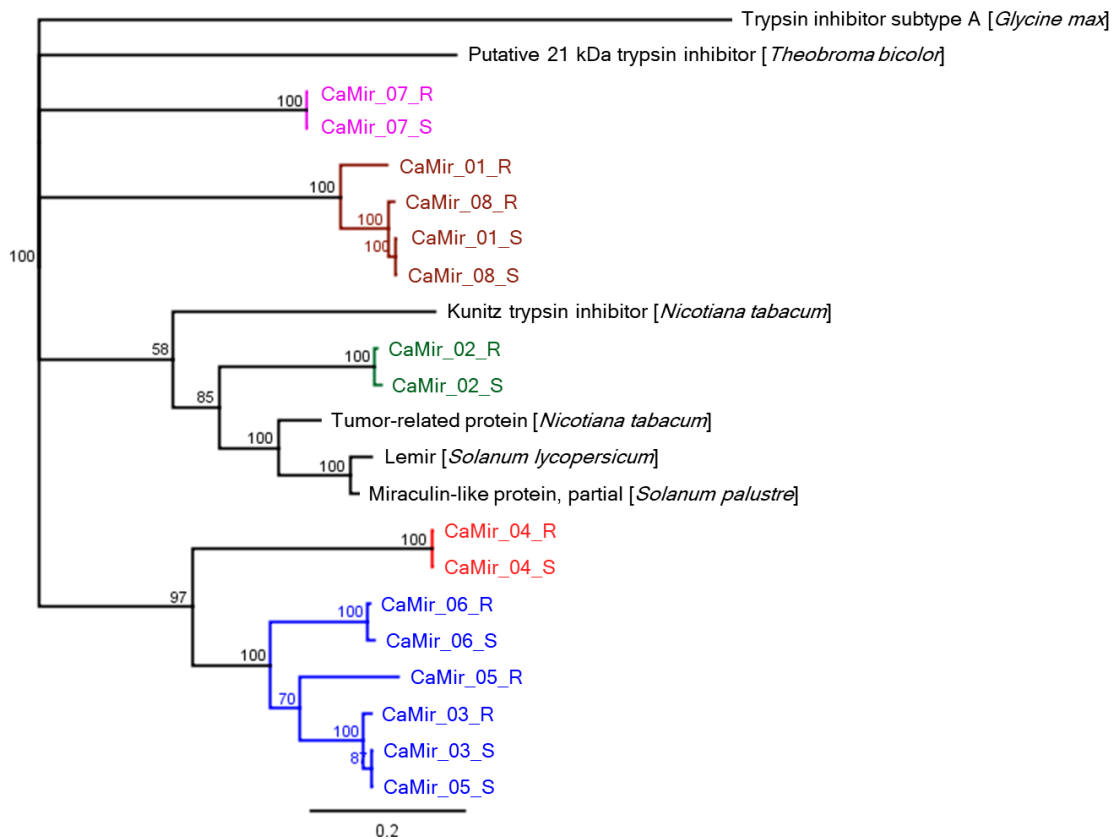 Trypsin inhibitor subtype A [Glycine max]
Putative 21 kDa trypsin inhibitor [Theobroma bicolor]
100 CaMir_07_R
CaMir_07_S
CaMir_01_R
100
CaMir_08_R
100
CaMir_01_S
100
100
CaMir_08_S
Kunitz trypsin inhibitor [Nicotiana tabacum]
58
CaMir_02_R
100
CaMir_02_S
85
Tumor-related protein [Nicotiana tabacum]
100
Lemir [Solanum lycopersicum]
100
Miraculin-like protein, partial [Solanum palustre]
CaMir_04_R
100
CaMir_04_S
97
CaMir_06_R
100
CaMir_06_S
100
CaMir_05_R
70
CaMir_03_R
100
CaMir_03_S
87
CaMir_05_S
0.2